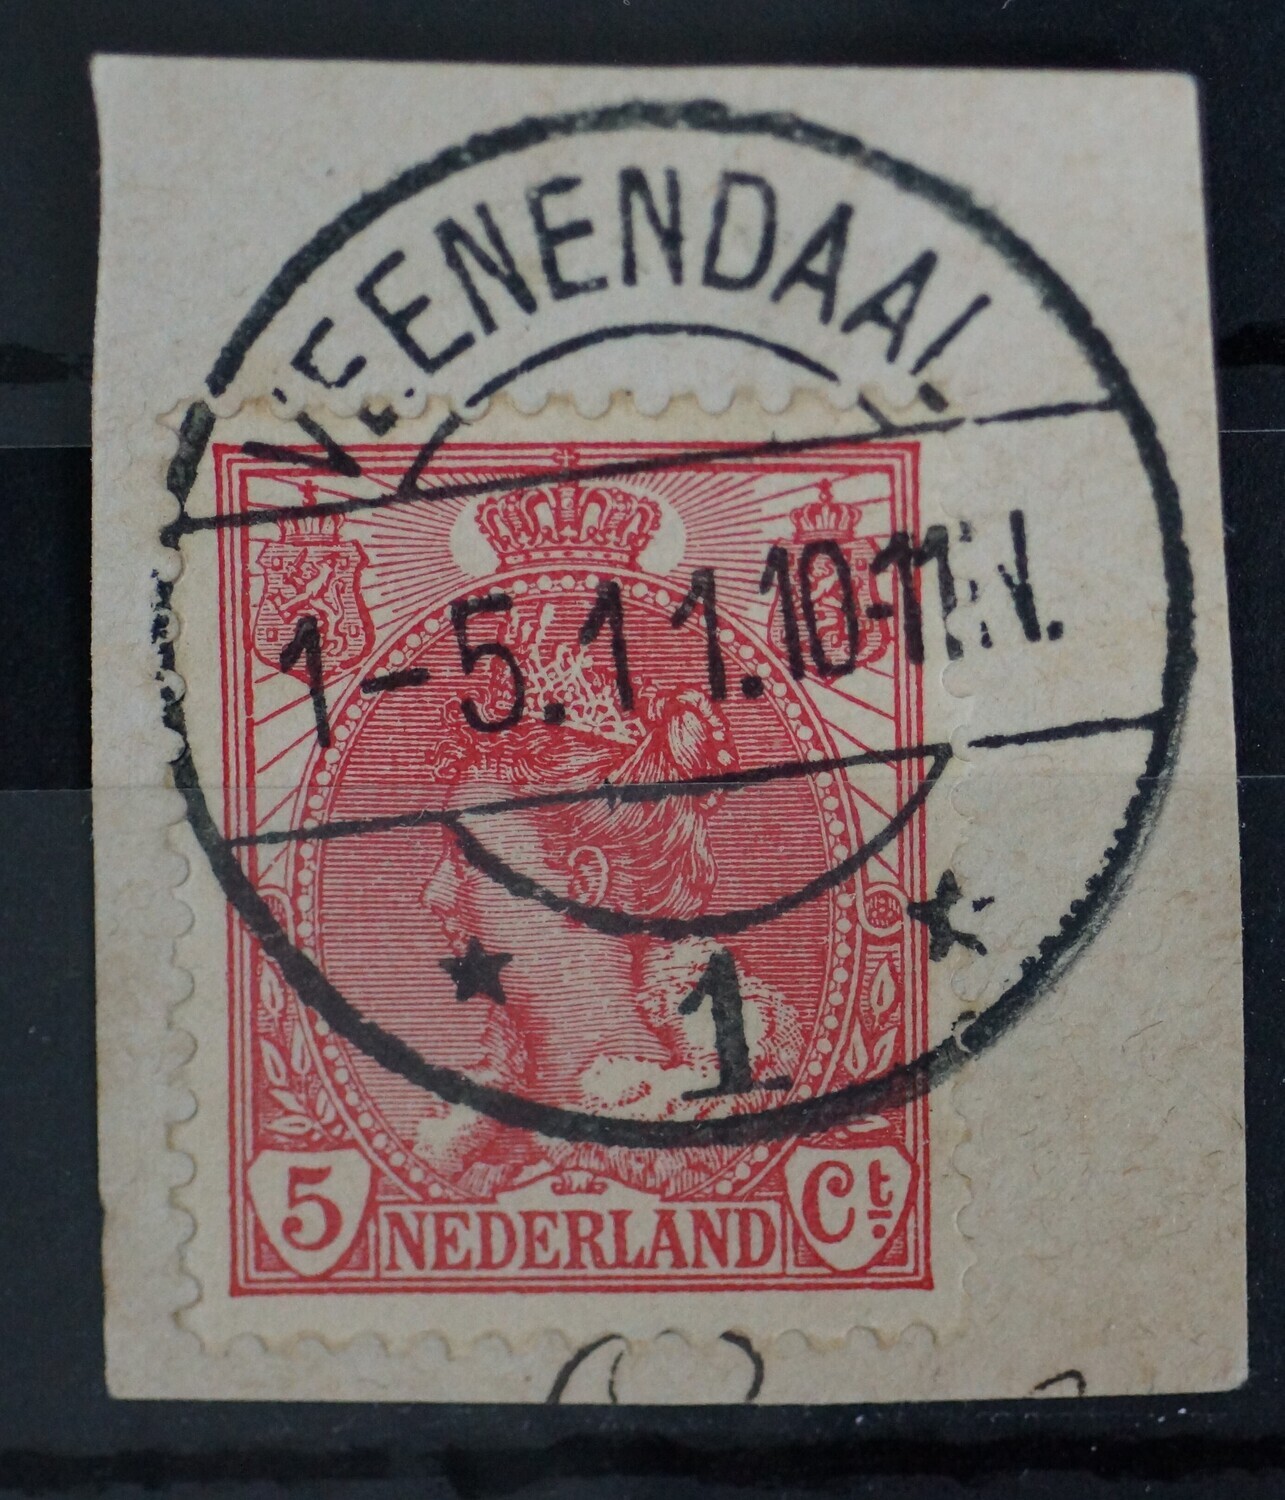 VEENENDAAL
1-5.11.10-11 N.
1
5 Ct.
NEDERLAND